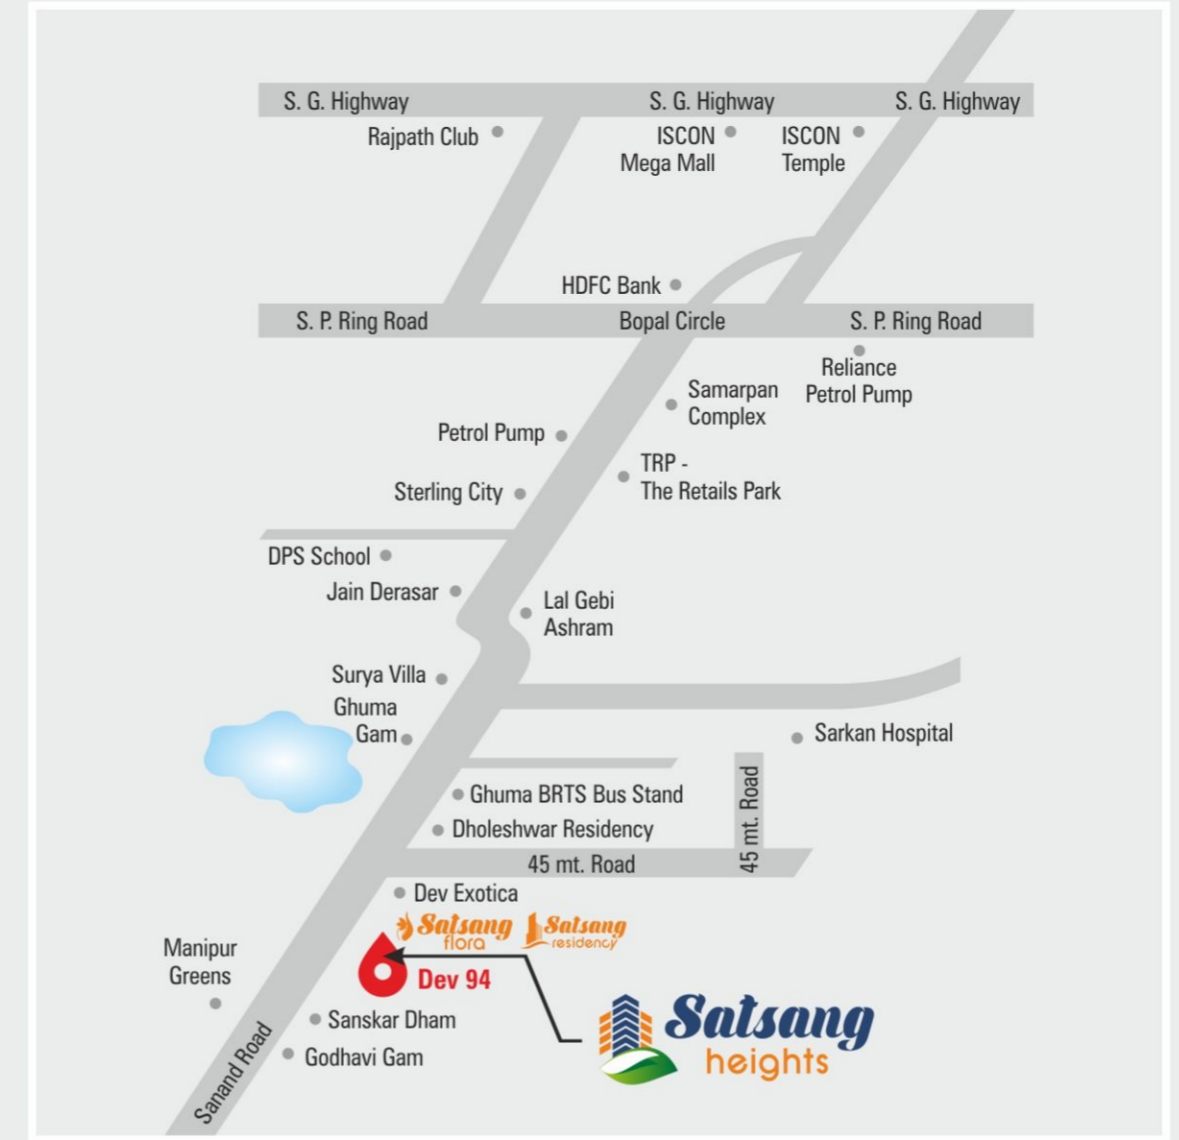 S. G. Highway
S. G. Highway
S. G. Highway
Rajpath Club
ISCON
Mega Mall
ISCON
Temple
HDFC Bank
S. P. Ring Road
Bopal Circle
S. P. Ring Road
Reliance
Petrol Pump
Samarpan
Complex
Petrol Pump
TRP -
The Retails Park
Sterling City
DPS School
Jain Derasar
Lal Gebi
Ashram
Surya Villa
Ghuma
Gam
Sarkan Hospital
Ghuma BRTS Bus Stand
45 mt. Road
Dholeshwar Residency
45 mt. Road
Dev Exotica
Satsang
flora
Satsang
residency
Manipur
Greens
Dev 94
Satsang
heights
Sanskar Dham
Godhavi Gam
Sanand Road